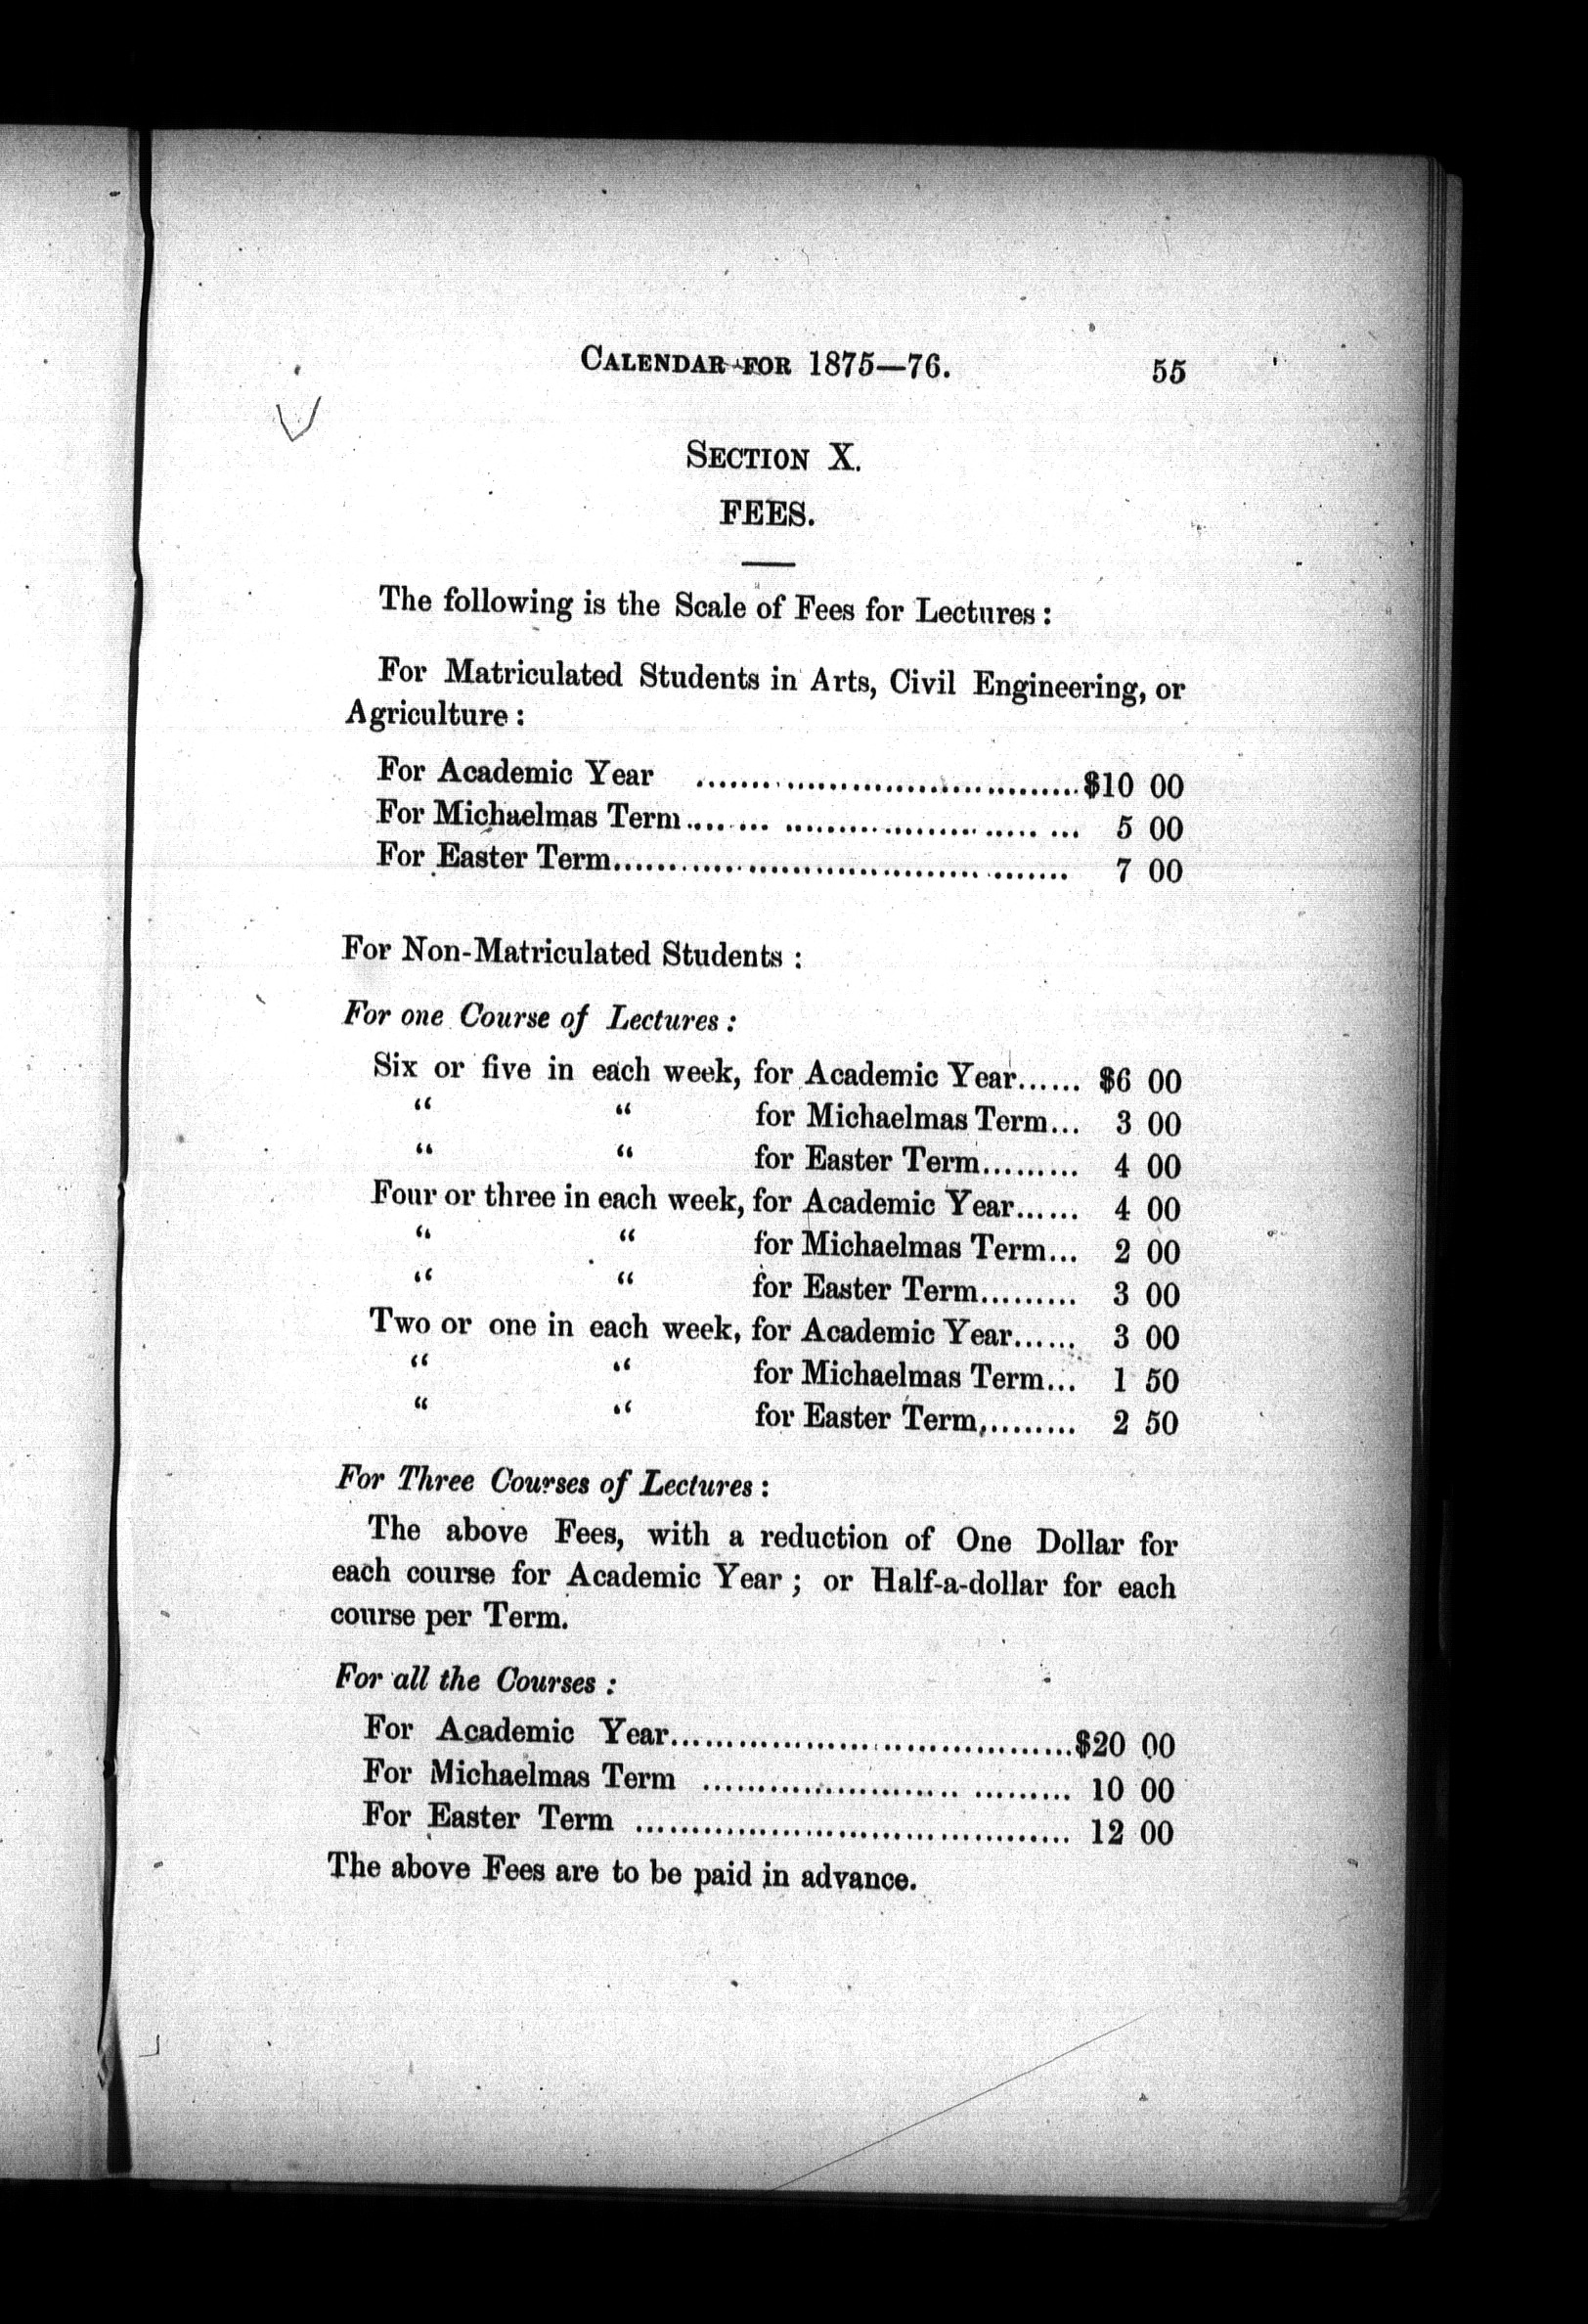 CALENDAR FOR 1875—76. 55
SECTION X.
FEES.
The following is the Scale of Fees for Lectures:
For Matriculated Students in Arts, Civil Engineering, or
Agriculture:
For Academic Year ........................................$10 00
For Michaelmas Term........................................ 5 00
For Easter Term........................................ 7 00
For Non-Matriculated Students:
For one Course of Lectures:
Six or five in each week, for Academic Year...... $6 00
“ “ for Michaelmas Term... 3 00
“ “ for Easter Term......... 4 00
Four or three in each week, for Academic Year...... 4 00
“ “ for Michaelmas Term... 2 00
“ “ for Easter Term......... 3 00
Two or one in each week, for Academic Year...... 3 00
“ “ for Michaelmas Term... 1 50
“ “ for Easter Term......... 2 50
For Three Courses of Lectures:
The above Fees, with a reduction of One Dollar for
each course for Academic Year; or Half-a-dollar for each
course per Term.
For all the Courses:
For Academic Year........................................$20 00
For Michaelmas Term ........................................ 10 00
For Easter Term ........................................ 12 00
The above Fees are to be paid in advance.